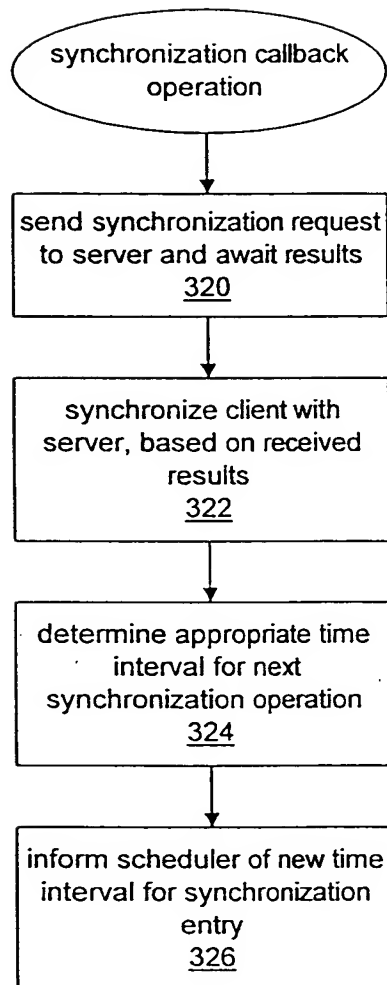 synchronization callback
operation
send synchronization request
to server and await results
320
synchronize client with
server, based on received
results
322
determine appropriate time
interval for next
synchronization operation
324
inform scheduler of new time
interval for synchronization
entry
326